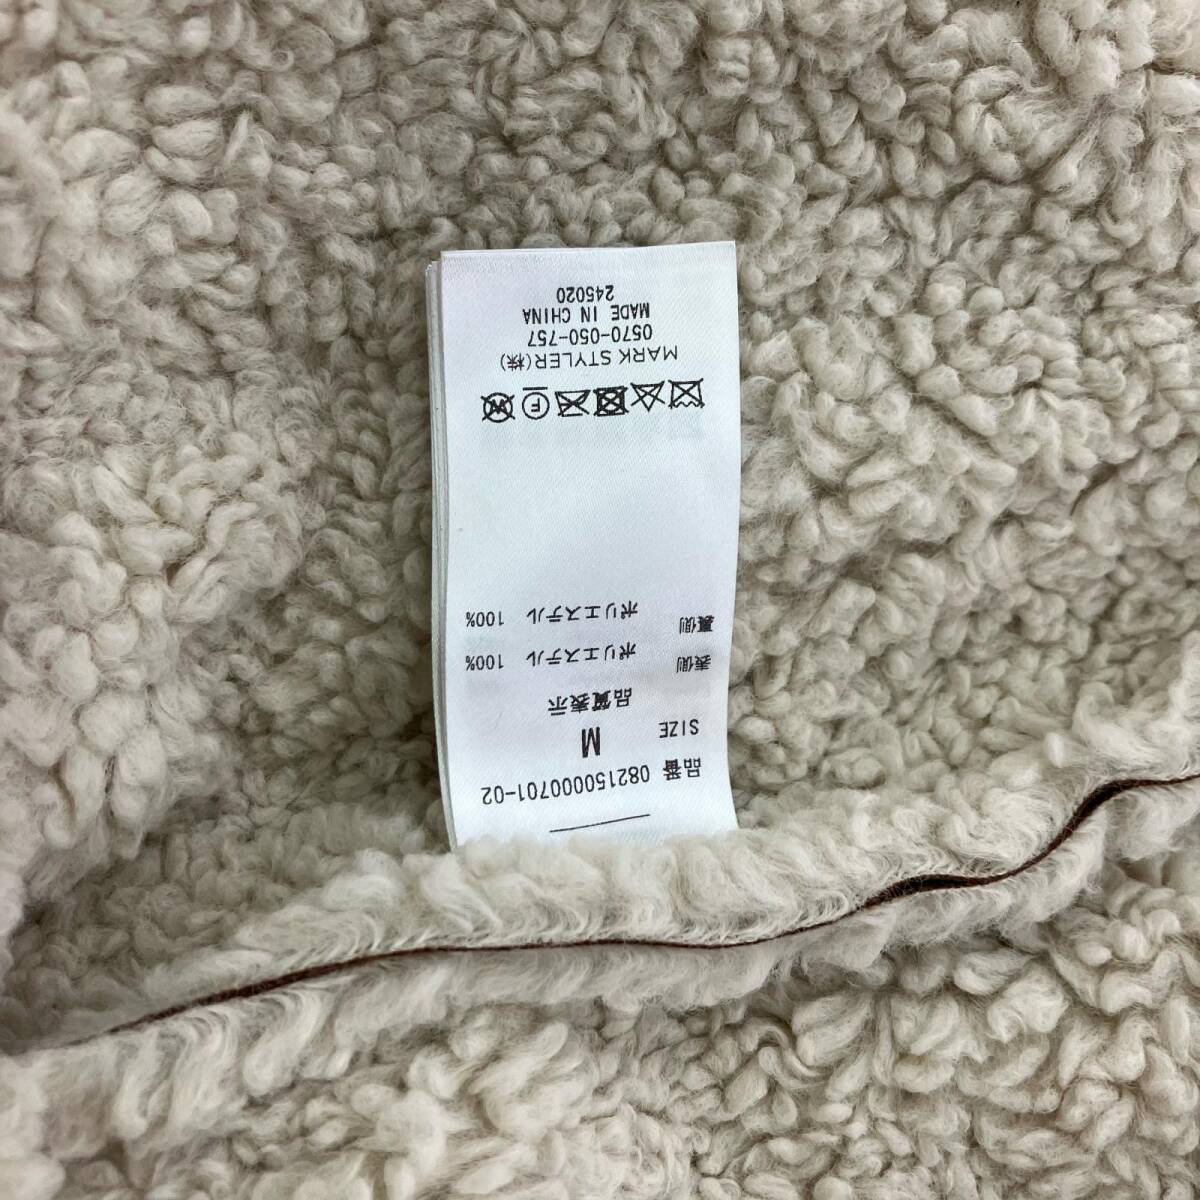 品番 082150000701-02
SIZE M
品質表示
表側 ポリエステル 100%
裏側 ポリエステル 100%
MARK STYLER(株)
0570-050-757
MADE IN CHINA
245020